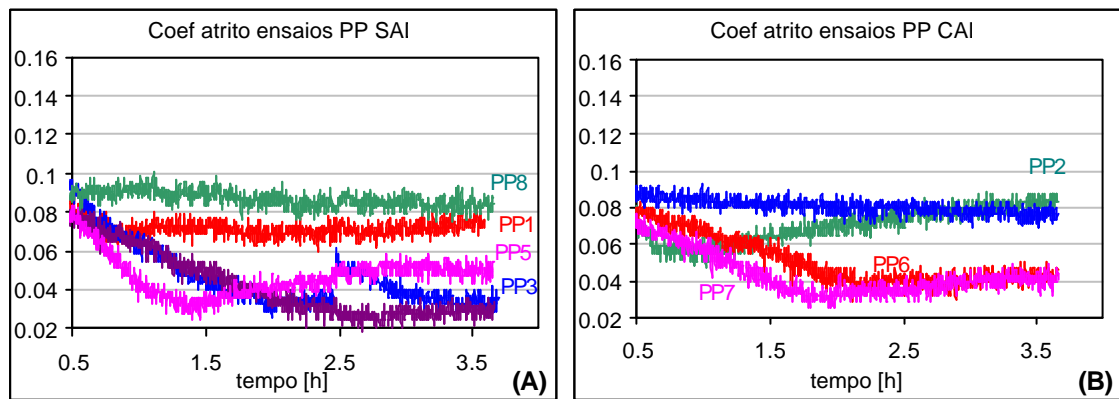 Coef atrito ensaios PP SAI
0.16
0.14
0.12
0.1
0.08
0.06
0.04
0.02
PP8
PP1
PP5
PP3
0.5 1.5 2.5 3.5
tempo [h]
(A)
Coef atrito ensaios PP CAI
0.16
0.14
0.12
0.1
0.08
0.06
0.04
0.02
PP2
PP6
PP7
0.5 1.5 2.5 3.5
tempo [h]
(B)